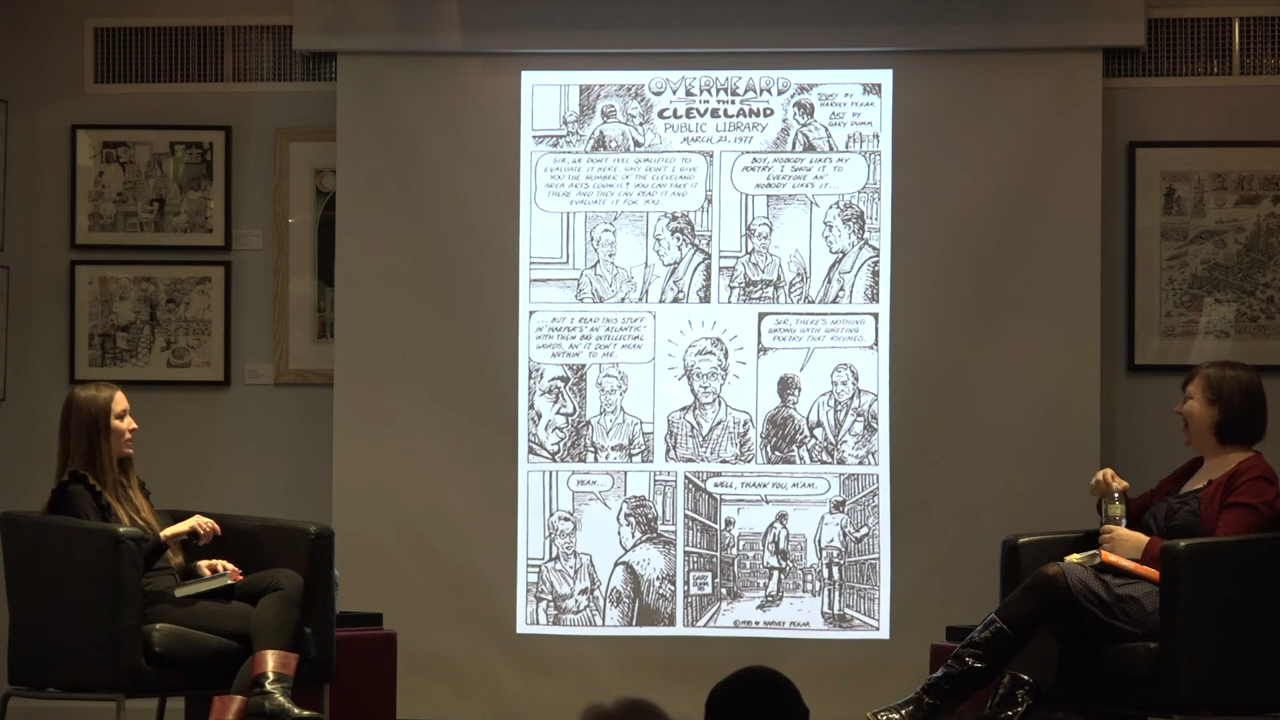 OVERHEARD
IN THE
CLEVELAND
PUBLIC LIBRARY
MARCH 23, 1977
STORY BY
HARVEY PEKAR
ART BY
GARY DUMM
SIR, WE DON'T FEEL QUALIFIED TO
EVALUATE IT HERE. WHY DON'T I GIVE
YOU THE NUMBER OF THE CLEVELAND
AREA ARTS COUNCIL? YOU CAN TAKE IT
THERE AND THEY CAN READ IT AND
EVALUATE IT FOR YOU.
BOY, NOBODY LIKES MY
POETRY. I SHOW IT TO
EVERYONE AN'
NOBODY LIKES IT...
... BUT I READ THIS STUFF
IN "HARPER'S" AN' "ATLANTIC"
WITH THEM BIG INTELLECTUAL
WORDS, AN' IT DON'T MEAN
NUTHIN' TO ME.
SIR, THERE'S NOTHING
WRONG WITH WRITING
POETRY THAT RHYMES.
YEAH...
WELL, THANK YOU, M'AM.
GARY
DUMM
© BY HARVEY PEKAR